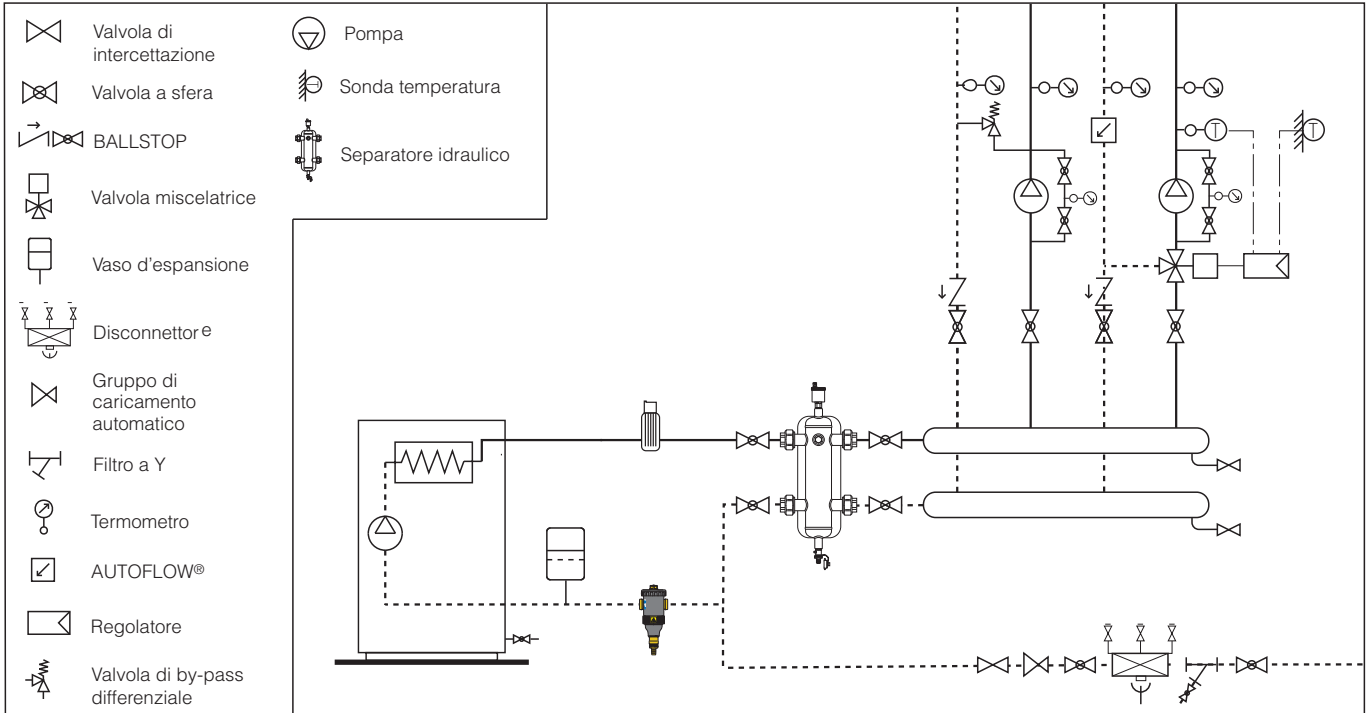 Valvola di
intercettazione
Valvola a sfera
BALLSTOP
Valvola miscelatrice
Vaso d'espansione
Disconnettore
Gruppo di
caricamento
automatico
Filtro a Y
Termometro
AUTOFLOW®
Regolatore
Valvola di by-pass
differenziale
Pompa
Sonda temperatura
Separatore idraulico
T
T